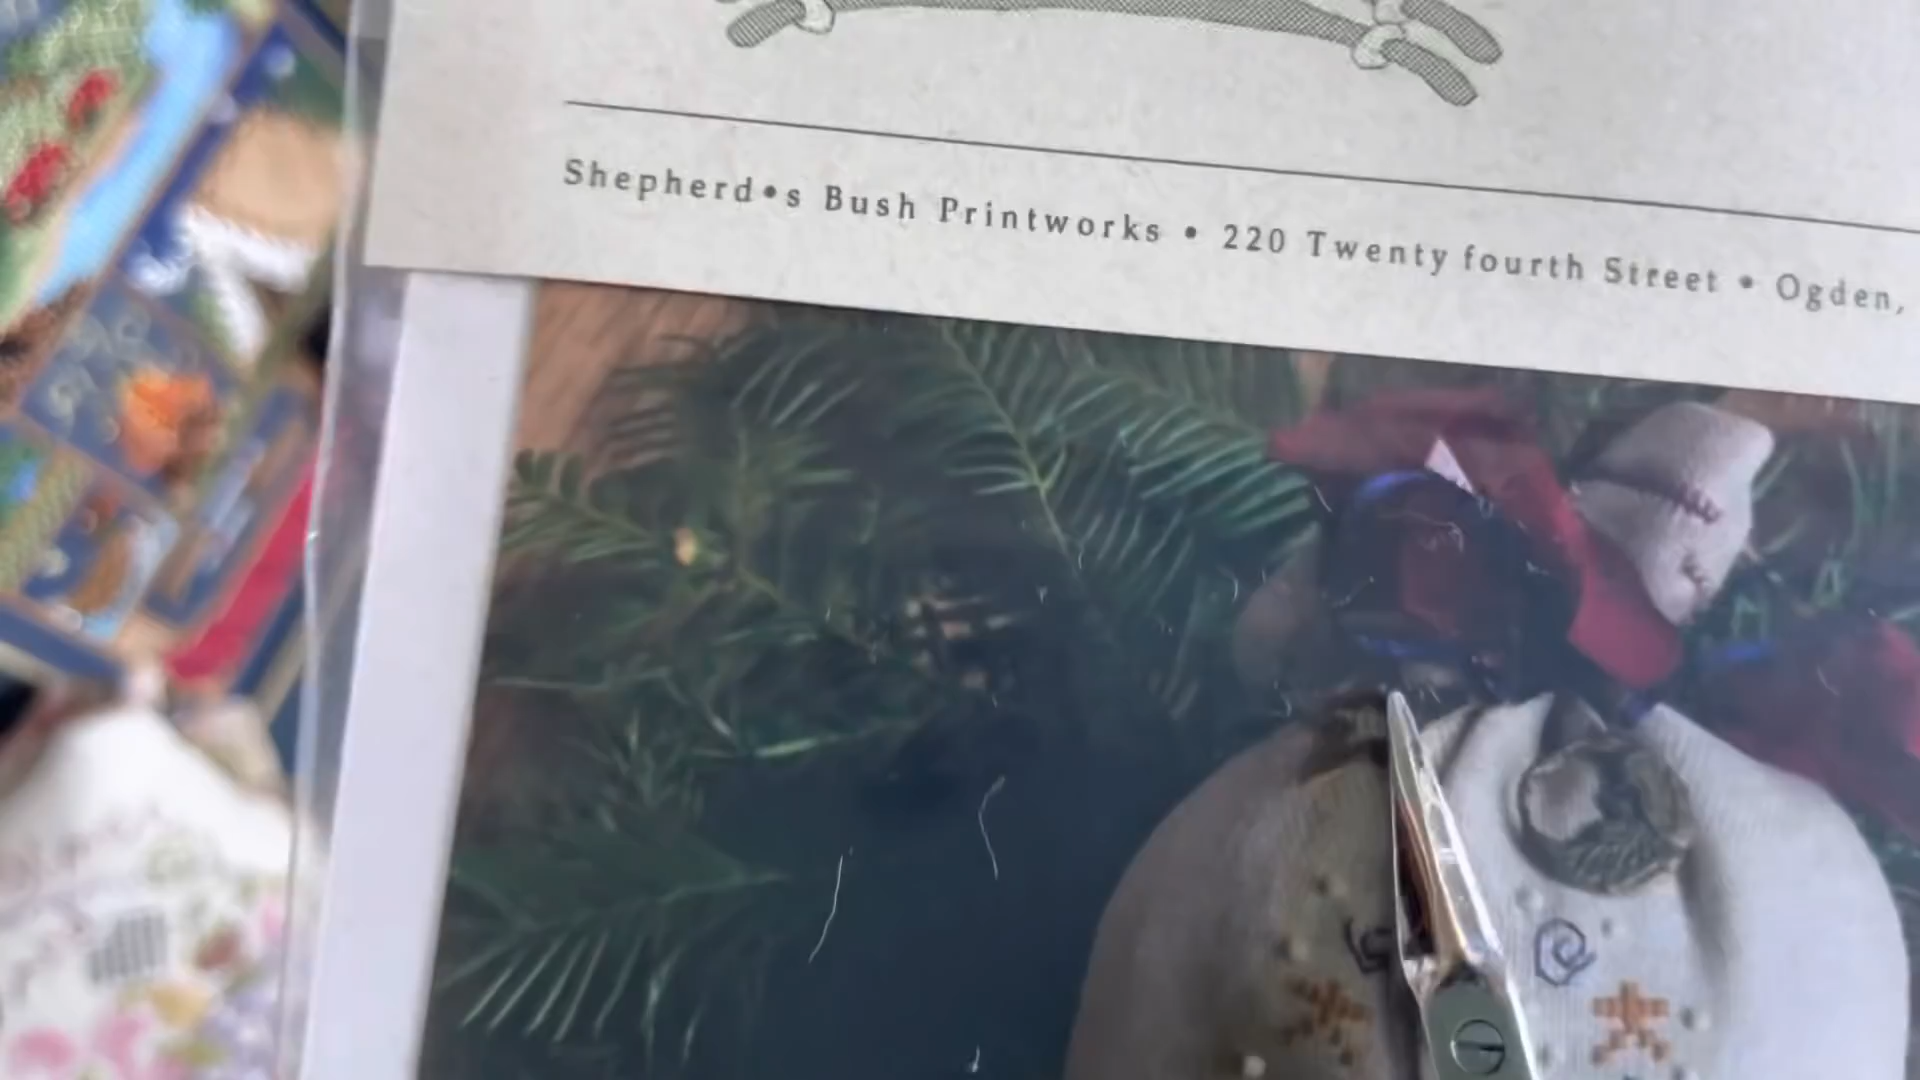 Shepherd•s Bush Printworks • 220 Twenty fourth Street • Ogden,